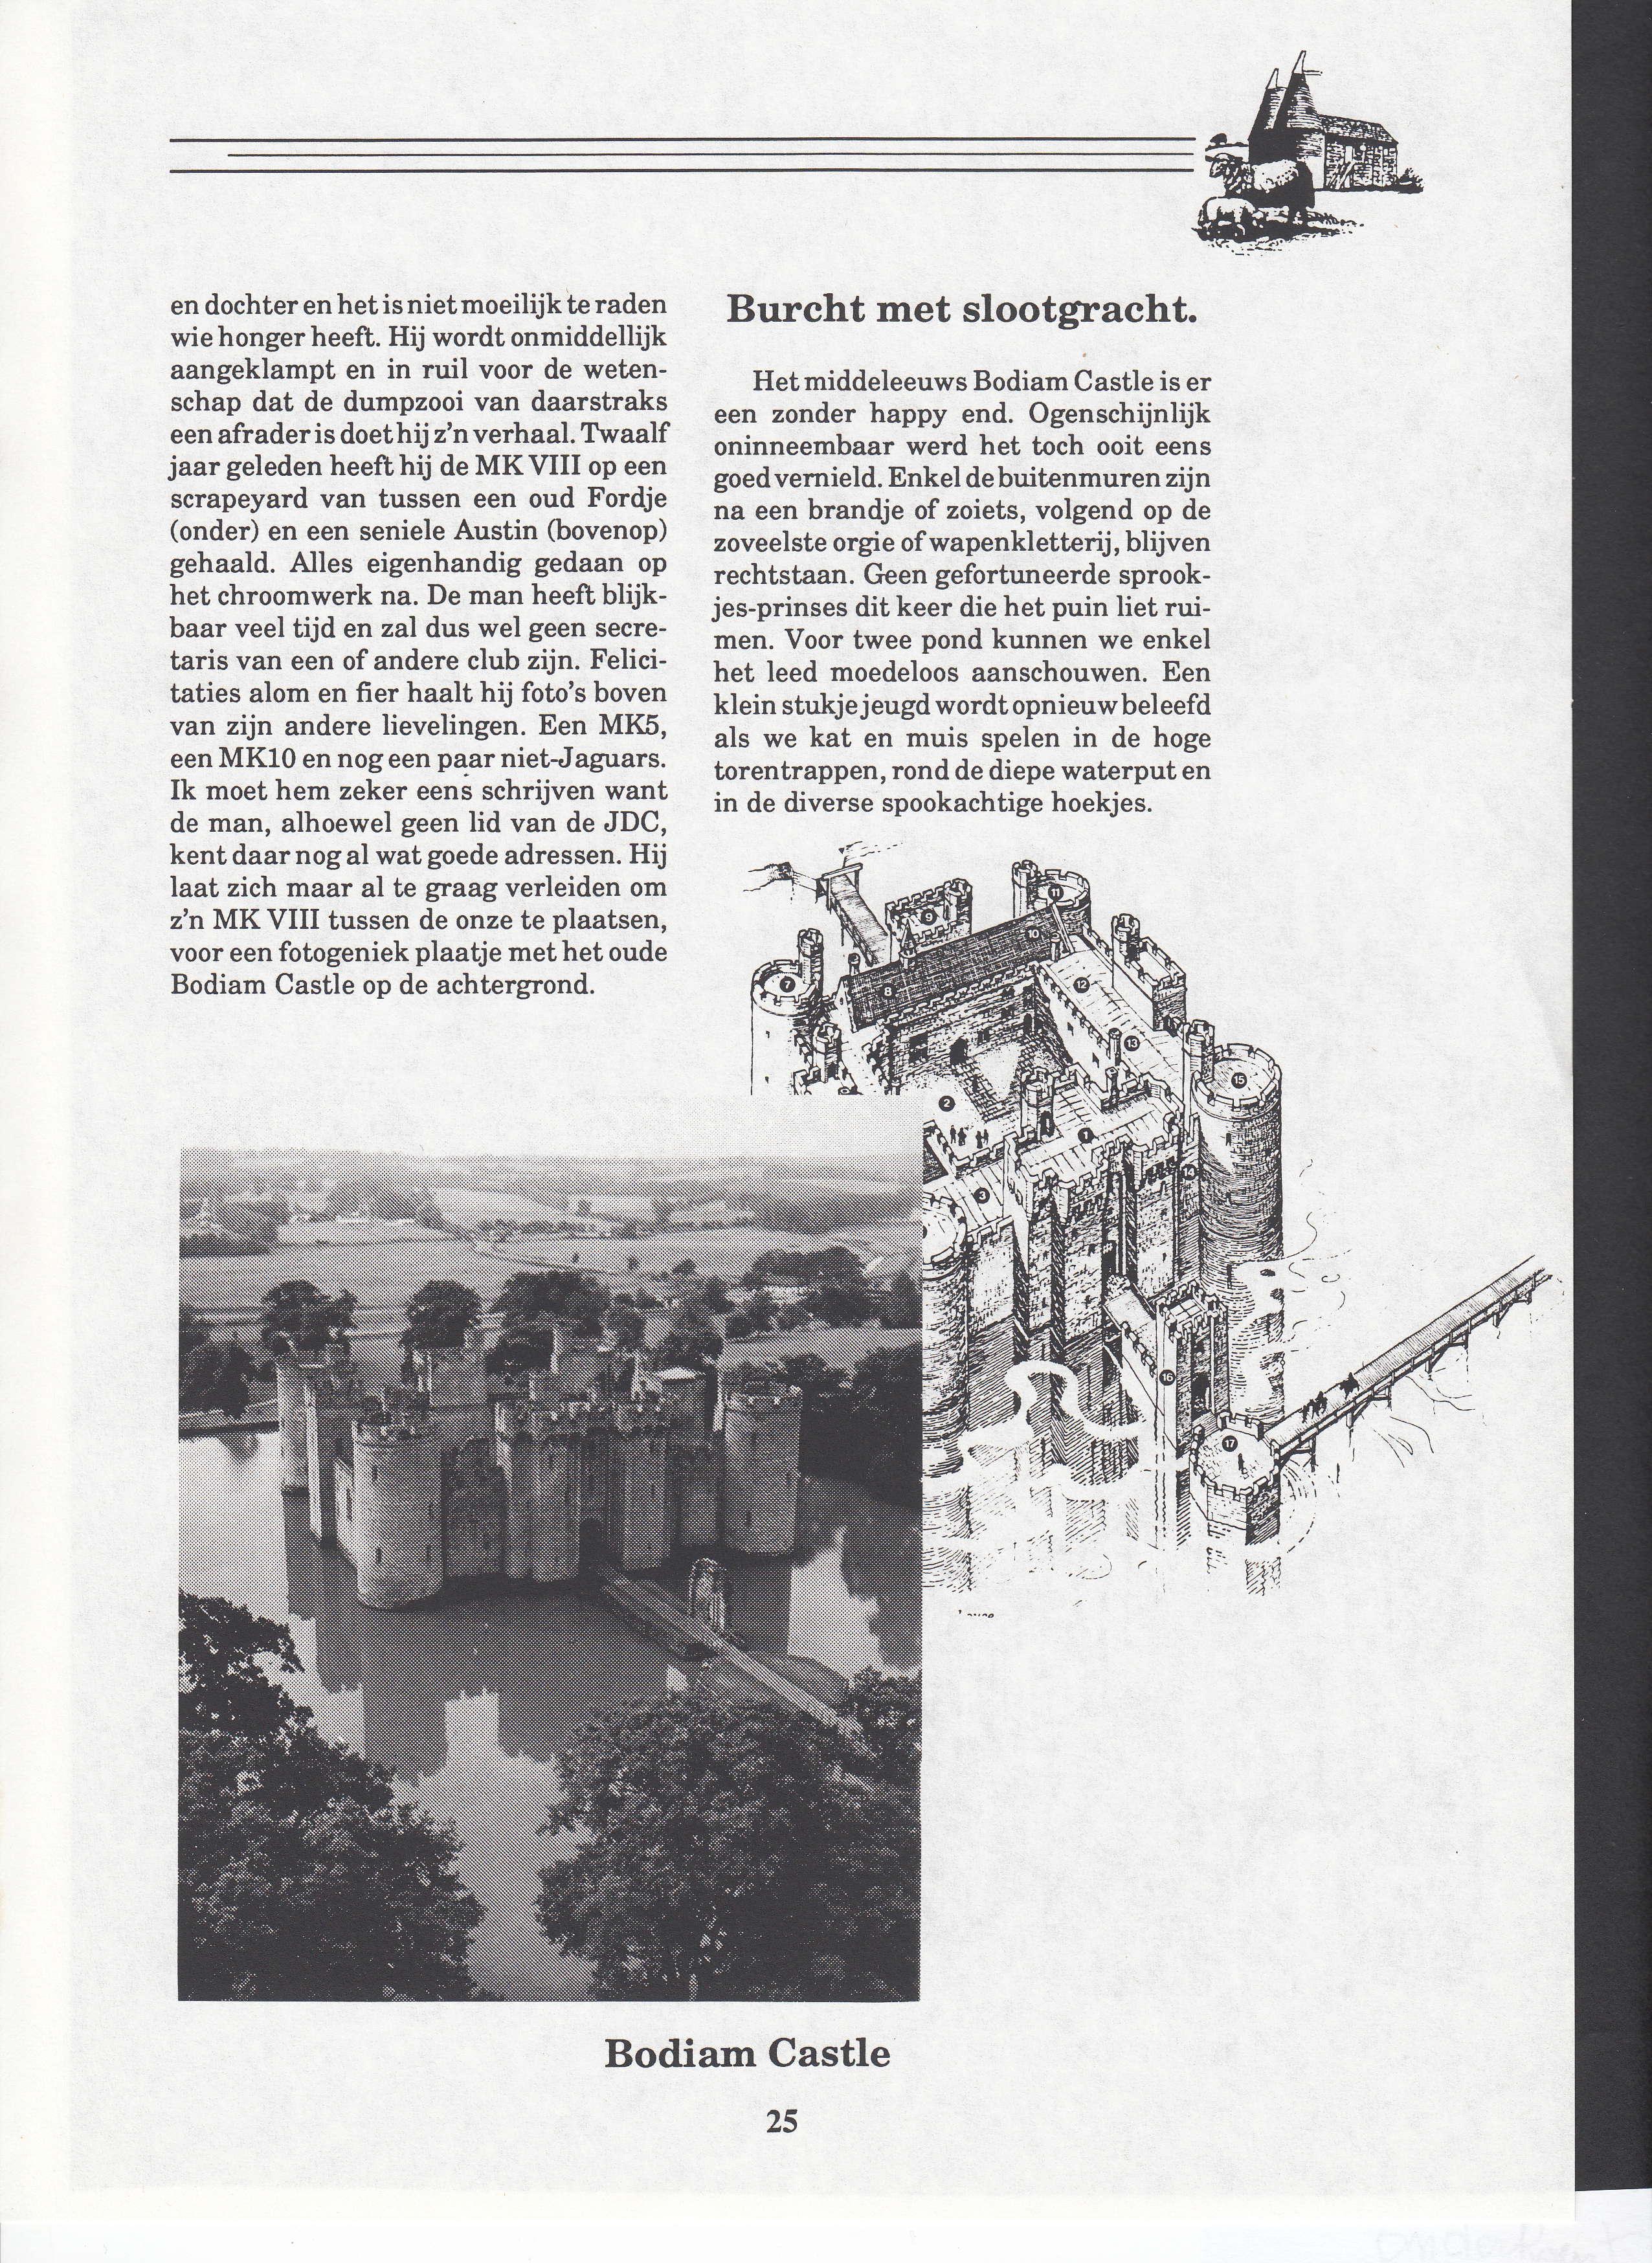 en dochter en het is niet moeilijk te raden
wie honger heeft. Hij wordt onmiddellijk
aangeklampt en in ruil voor de weten-
schap dat de dumpzooi van daarstraks
een afrader is doet hij z'n verhaal. Twaalf
jaar geleden heeft hij de MK VIII op een
scrapeyard van tussen een oud Fordje
(onder) en een seniele Austin (bovenop)
gehaald. Alles eigenhandig gedaan op
het chroomwerk na. De man heeft blijk-
baar veel tijd en zal dus wel geen secre-
taris van een of andere club zijn. Felici-
taties alom en fier haalt hij foto's boven
van zijn andere lievelingen. Een MK5,
een MK10 en nog een paar niet-Jaguars.
Ik moet hem zeker eens schrijven want
de man, alhoewel geen lid van de JDC,
kent daar nog al wat goede adressen. Hij
laat zich maar al te graag verleiden om
z'n MK VIII tussen de onze te plaatsen,
voor een fotogeniek plaatje met het oude
Bodiam Castle op de achtergrond.
Burcht met slootgracht.
Het middeleeuws Bodiam Castle is er
een zonder happy end. Ogenschijnlijk
oninneembaar werd het toch ooit eens
goed vernield. Enkel de buitenmuren zijn
na een brandje of zoiets, volgend op de
zoveelste orgie of wapenkletterij, blijven
rechtstaan. Geen gefortuneerde sprook-
jes-prinses dit keer die het puin liet rui-
men. Voor twee pond kunnen we enkel
het leed moedeloos aanschouwen. Een
klein stukje jeugd wordt opnieuw beleefd
als we kat en muis spelen in de hoge
torentrappen, rond de diepe waterput en
in de diverse spookachtige hoekjes.
11
9
10
7
8
12
13
15
2
1
14
3
16
17
Bodiam Castle
25